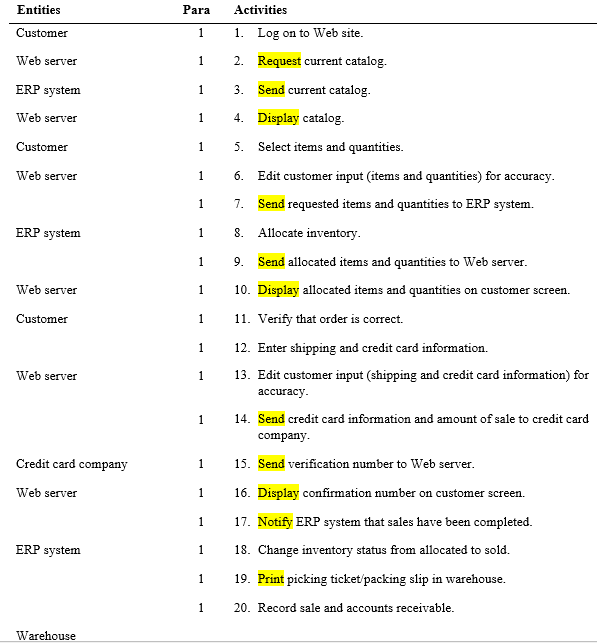 Entities Para Activities
Customer 1 1. Log on to Web site.
Web server 1 2. Request current catalog.
ERP system 1 3. Send current catalog.
Web server 1 4. Display catalog.
Customer 1 5. Select items and quantities.
Web server 1 6. Edit customer input (items and quantities) for accuracy.
1 7. Send requested items and quantities to ERP system.
ERP system 1 8. Allocate inventory.
1 9. Send allocated items and quantities to Web server.
Web server 1 10. Display allocated items and quantities on customer screen.
Customer 1 11. Verify that order is correct.
1 12. Enter shipping and credit card information.
Web server 1 13. Edit customer input (shipping and credit card information) for
accuracy.
1 14. Send credit card information and amount of sale to credit card
company.
Credit card company 1 15. Send verification number to Web server.
Web server 1 16. Display confirmation number on customer screen.
1 17. Notify ERP system that sales have been completed.
ERP system 1 18. Change inventory status from allocated to sold.
1 19. Print picking ticket/packing slip in warehouse.
1 20. Record sale and accounts receivable.
Warehouse